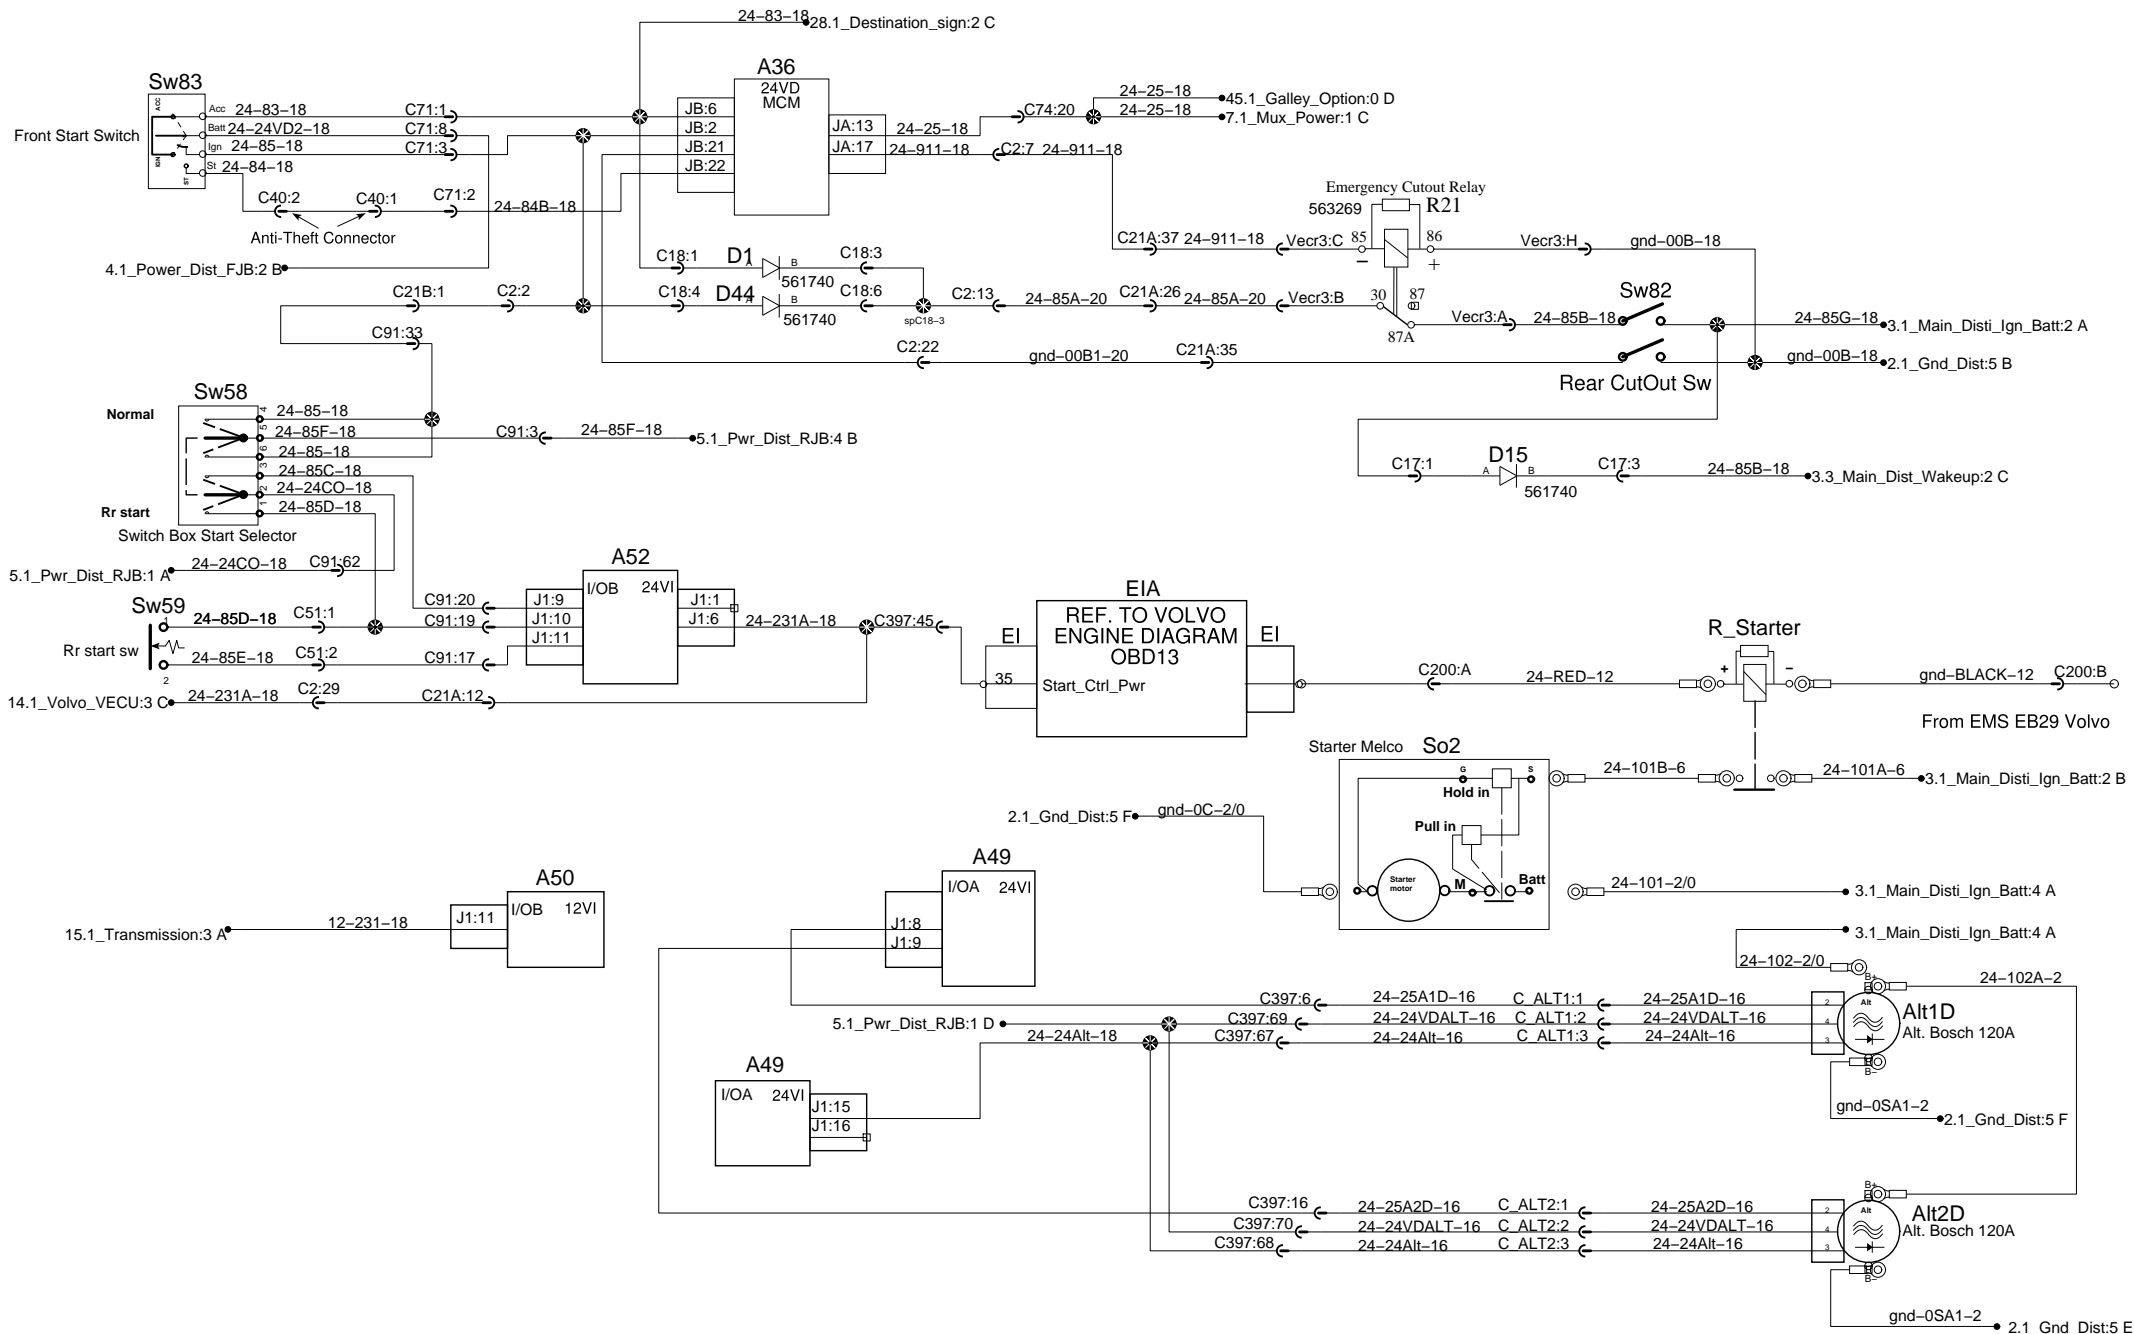 24-83-18
28.1_Destination_sign:2 C
Sw83
A36
24VD
MCM
ACC
IGN
ST
Front Start Switch
Acc
24-83-18
C71:1
JB:6
Batt
24-24VD2-18
C71:8
JB:2
Ign
24-85-18
C71:3
JB:21
St
24-84-18
JB:22
JA:13
24-25-18
C74:20
24-25-18
45.1_Galley_Option:0 D
24-25-18
7.1_Mux_Power:1 C
JA:17
24-911-18
C2:7
24-911-18
C40:2
C40:1
C71:2
24-84B-18
Anti-Theft Connector
4.1_Power_Dist_FJB:2 B
Emergency Cutout Relay
563269
R21
C21A:37
24-911-18
Vecr3:C
85
86
−
+
Vecr3:H
gnd-00B-18
C18:1
D1
A
B
561740
C18:3
C21B:1
C2:2
C18:4
D44
A
B
561740
C18:6
spC18-3
C2:13
24-85A-20
C21A:26
24-85A-20
Vecr3:B
30
87
87A
Vecr3:A
24-85B-18
Sw82
24-85G-18
3.1_Main_Disti_Ign_Batt:2 A
C91:33
C2:22
gnd-00B1-20
C21A:35
gnd-00B-18
2.1_Gnd_Dist:5 B
Rear CutOut Sw
Sw58
Normal
4
24-85-18
5
24-85F-18
C91:3
24-85F-18
5.1_Pwr_Dist_RJB:4 B
6
24-85-18
3
24-85C-18
2
24-24CO-18
1
24-85D-18
Rr start
Switch Box Start Selector
C17:1
A
D15
B
561740
C17:3
24-85B-18
3.3_Main_Dist_Wakeup:2 C
5.1_Pwr_Dist_RJB:1 A
24-24CO-18
C91:62
A52
I/OB
24VI
Sw59
1
24-85D-18
C51:1
C91:20
J1:9
C91:19
J1:10
J1:11
Rr start sw
24-85E-18
C51:2
C91:17
2
J1:1
J1:6
24-231A-18
C397:45
14.1_Volvo_VECU:3 C
24-231A-18
C2:29
C21A:12
EIA
REF. TO VOLVO
ENGINE DIAGRAM
OBD13
EI
EI
35
Start_Ctrl_Pwr
C200:A
24-RED-12
R_Starter
+
−
gnd-BLACK-12
C200:B
From EMS EB29 Volvo
Starter Melco
So2
G
S
Hold in
Pull in
Starter
motor
M
Batt
24-101B-6
24-101A-6
3.1_Main_Disti_Ign_Batt:2 B
2.1_Gnd_Dist:5 F
gnd-0C-2/0
24-101-2/0
3.1_Main_Disti_Ign_Batt:4 A
A50
I/OB
12VI
15.1_Transmission:3 A
12-231-18
J1:11
A49
I/OA
24VI
J1:8
J1:9
3.1_Main_Disti_Ign_Batt:4 A
24-102-2/0
B+
24-102A-2
C397:6
24-25A1D-16
C_ALT1:1
24-25A1D-16
2
Alt
Alt1D
5.1_Pwr_Dist_RJB:1 D
C397:69
24-24VDALT-16
C_ALT1:2
24-24VDALT-16
4
Alt. Bosch 120A
24-24Alt-18
C397:67
24-24Alt-16
C_ALT1:3
24-24Alt-16
3
B−
gnd-0SA1-2
2.1_Gnd_Dist:5 F
A49
I/OA
24VI
J1:15
J1:16
B+
C397:16
24-25A2D-16
C_ALT2:1
24-25A2D-16
2
Alt
Alt2D
C397:70
24-24VDALT-16
C_ALT2:2
24-24VDALT-16
4
Alt. Bosch 120A
C397:68
24-24Alt-16
C_ALT2:3
24-24Alt-16
3
B−
gnd-0SA1-2
2.1_Gnd_Dist:5 E